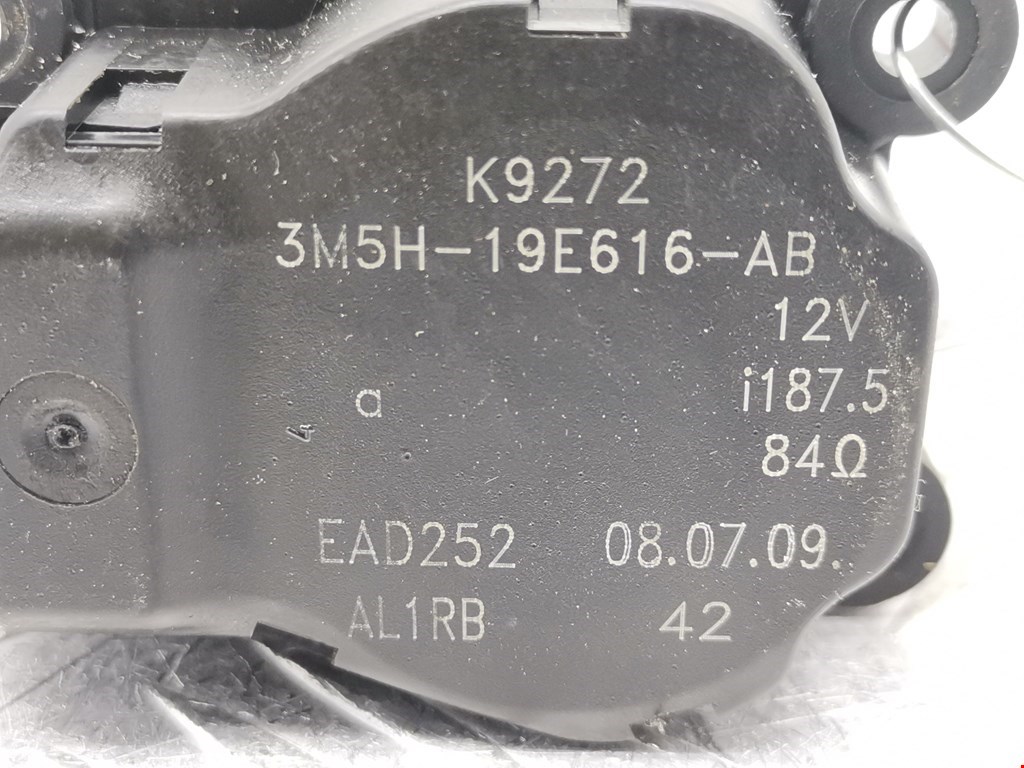 K9272
3M5H-19E616-AB
12V
a i187.5
84Ω
EAD252 08.07.09.
AL1RB 42